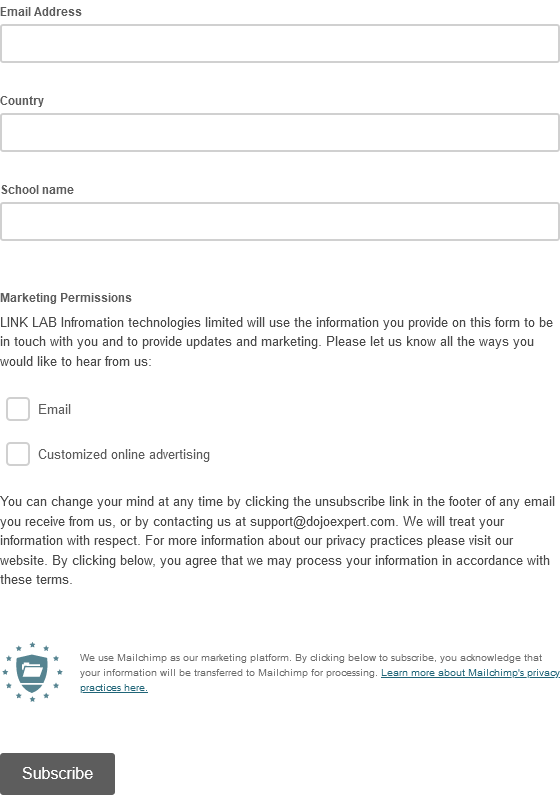 Email Address
Country
School name
Marketing Permissions
LINK LAB Infromation technologies limited will use the information you provide on this form to be
in touch with you and to provide updates and marketing. Please let us know all the ways you
would like to hear from us:
Email
Customized online advertising
You can change your mind at any time by clicking the unsubscribe link in the footer of any email
you receive from us, or by contacting us at support@dojoexpert.com. We will treat your
information with respect. For more information about our privacy practices please visit our
website. By clicking below, you agree that we may process your information in accordance with
these terms.
We use Mailchimp as our marketing platform. By clicking below to subscribe, you acknowledge that
your information will be transferred to Mailchimp for processing. Learn more about Mailchimp's privacy
practices here.
Subscribe